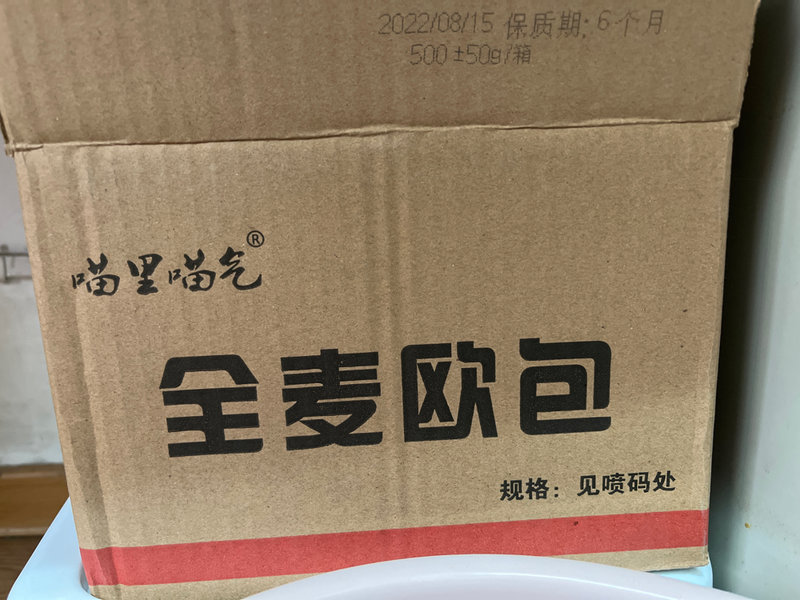 2022/08/15 保质期: 6个月
500±50g/箱
喵里喵气®
全麦欧包
规格：见喷码处